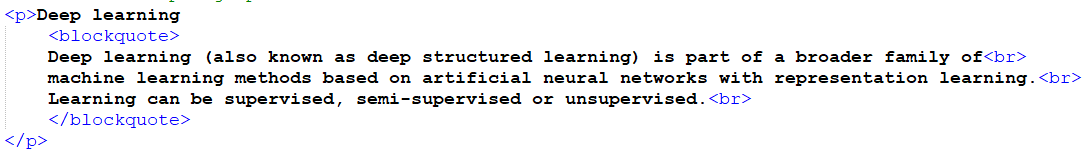 <p>Deep learning
<blockquote>
Deep learning (also known as deep structured learning) is part of a broader family of<br>
machine learning methods based on artificial neural networks with representation learning.<br>
Learning can be supervised, semi-supervised or unsupervised.<br>
</blockquote>
</p>